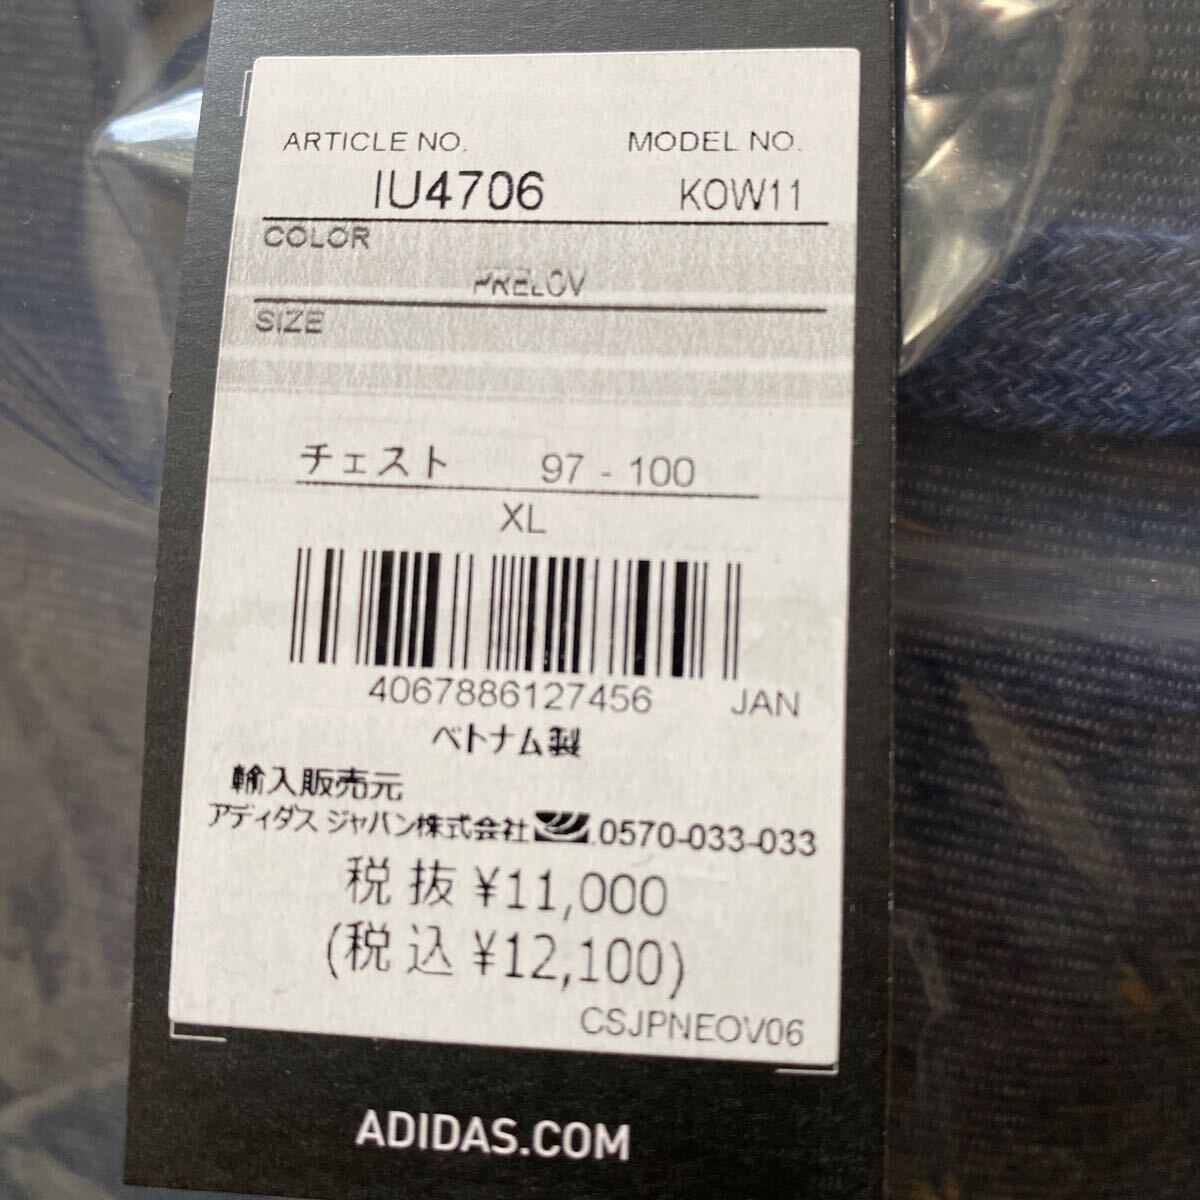 ARTICLE NO. MODEL NO.
IU4706 KOW11
COLOR
PRELOV
SIZE
チェスト 97 - 100
XL
4067886127456 JAN
ベトナム製
輸入販売元
アディダス ジャパン株式会社 0570-033-033
税 抜 ¥11,000
(税 込 ¥12,100)
CSJPNEOV06
ADIDAS.COM